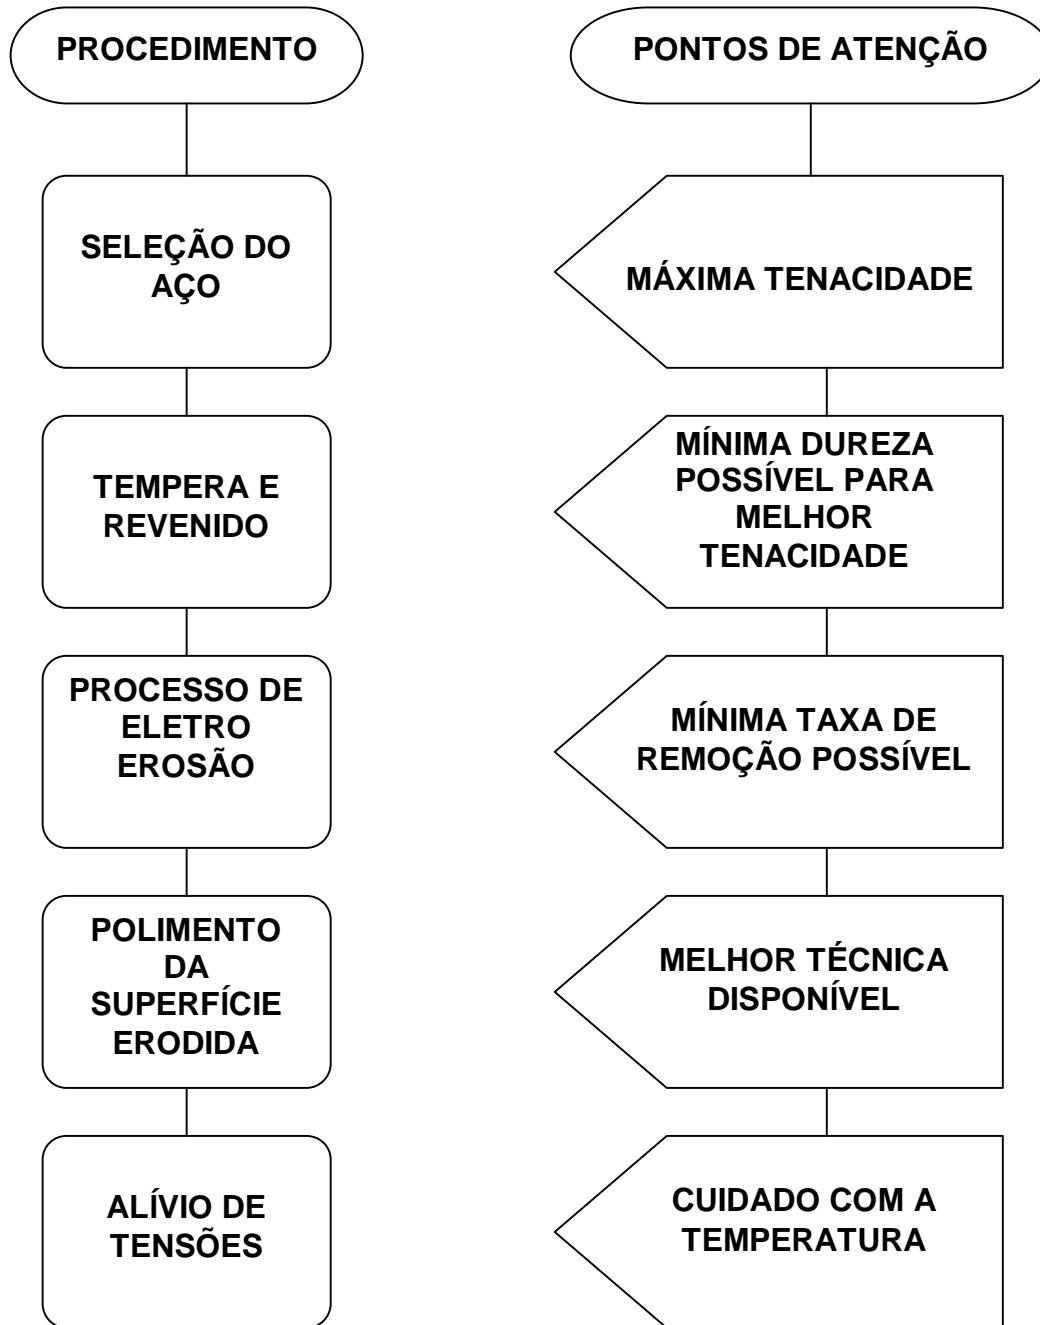 PROCEDIMENTO
PONTOS DE ATENÇÃO
SELEÇÃO DO
AÇO
MÁXIMA TENACIDADE
TEMPERA E
REVENIDO
MÍNIMA DUREZA
POSSÍVEL PARA
MELHOR
TENACIDADE
PROCESSO DE
ELETRO
EROSÃO
MÍNIMA TAXA DE
REMOÇÃO POSSÍVEL
POLIMENTO
DA
SUPERFÍCIE
ERODIDA
MELHOR TÉCNICA
DISPONÍVEL
ALÍVIO DE
TENSÕES
CUIDADO COM A
TEMPERATURA